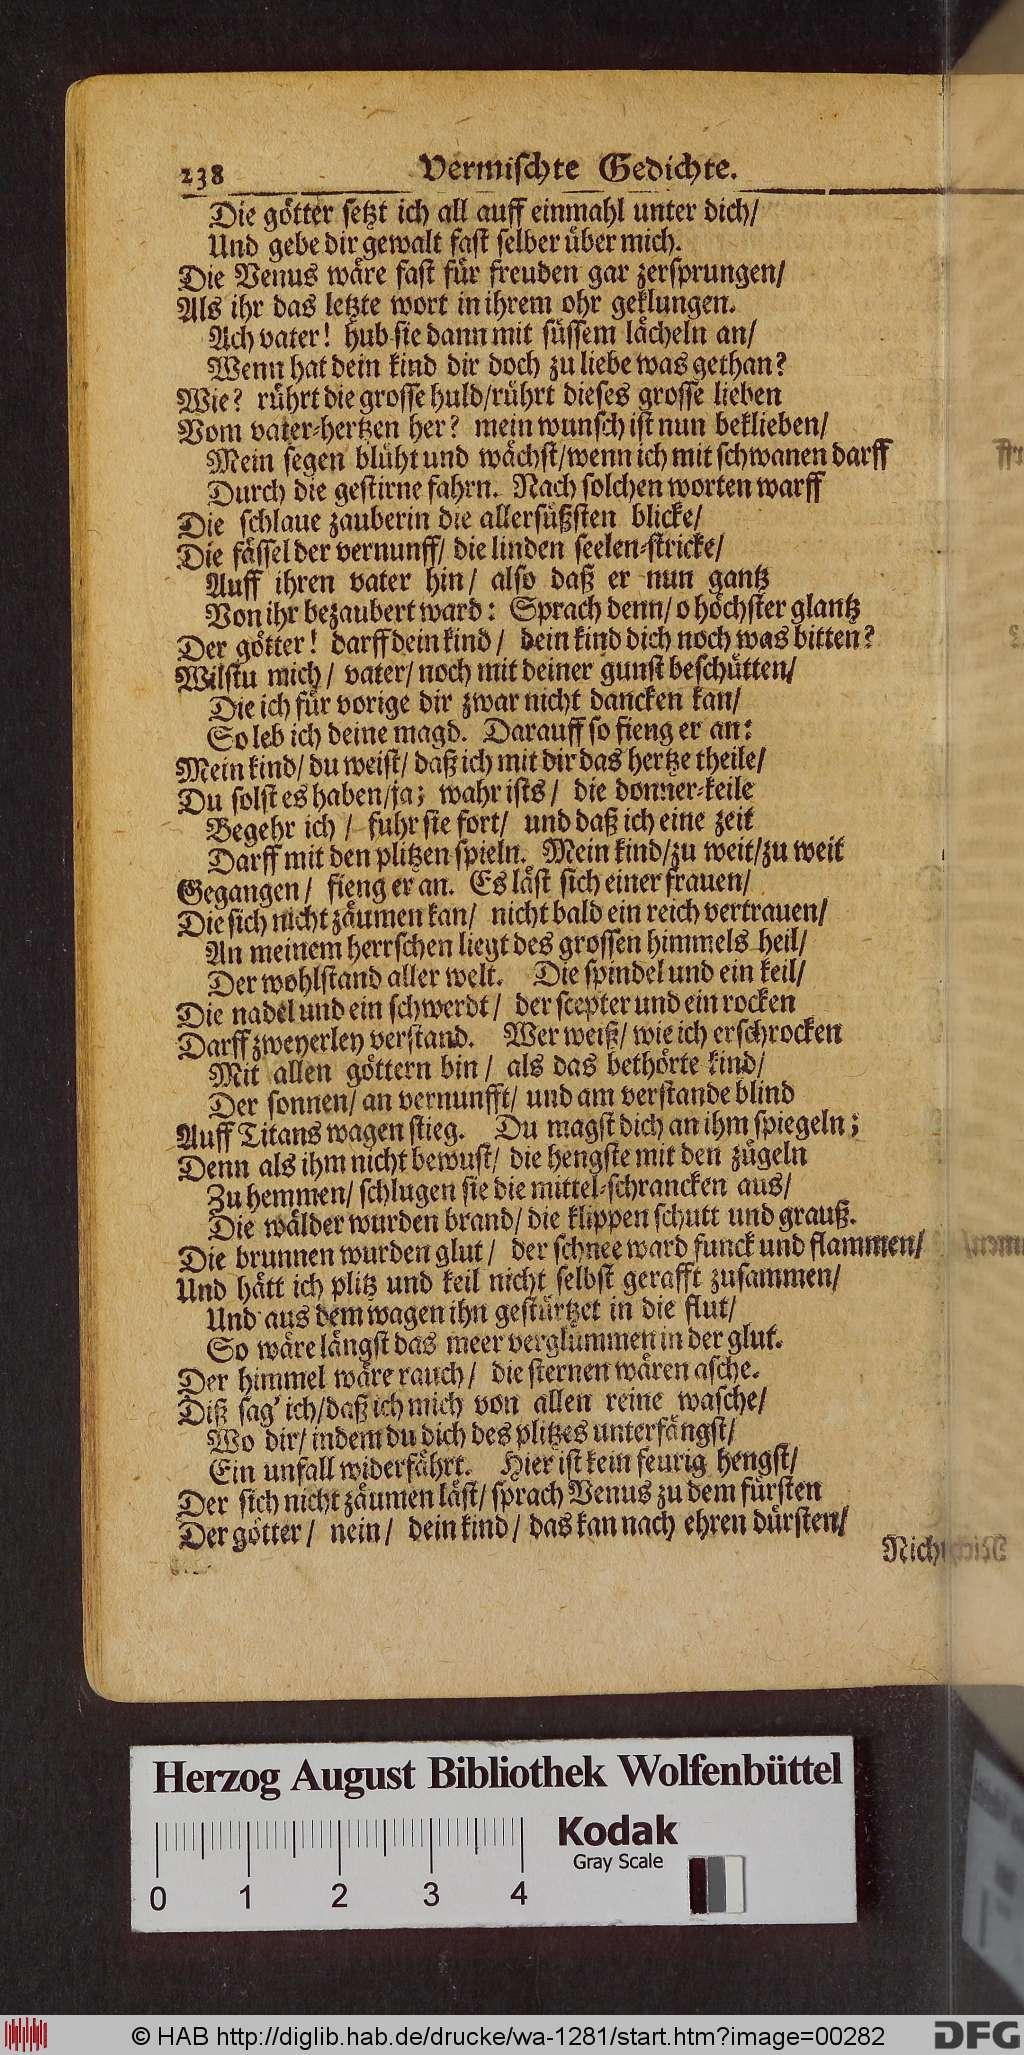 238 Vermischte Gedichte.
Die götter setzt ich all auff einmahl unter dich/
Und gebe dir gewalt fast selber über mich.
Die Venus wäre fast für freuden gar zersprungen/
Als ihr das letzte wort in ihrem ohr geklungen.
Ach vater! hub sie dann mit süssem lächeln an/
Wenn hat dein kind dir doch zu liebe was gethan?
Wie? rührt die grosse huld/rührt dieses grosse lieben
Vom vater-hertzen her? mein wunsch ist nun beklieben/
Mein segen blüht und wächst/wenn ich mit schwanen darff
Durch die gestirne fahrn. Nach solchen worten warff
Die schlaue zauberin die allersüßsten blicke/
Die fässel der vernunff/ die linden seelen-stricke/
Auff ihren vater hin/ also daß er nun gantz
Von ihr bezaubert ward: Sprach denn/ o höchster glantz
Der götter! darff dein kind/ dein kind dich noch was bitten?
Wilstu mich/ vater/ noch mit deiner gunst beschütten/
Die ich für vorige dir zwar nicht dancken kan/
So leb ich deine magd. Darauff so fieng er an:
Mein kind/ du weist/ daß ich mit dir das hertze theile/
Du solst es haben/ja; wahr ists/ die donner-keile
Begehr ich/ fuhr sie fort/ und daß ich eine zeit
Darff mit den plitzen spieln. Mein kind/zu weit/zu weit
Gegangen/ fieng er an. Es läst sich einer frauen/
Die sich nicht zäumen kan/ nicht bald ein reich vertrauen/
An meinem herrschen liegt des grossen himmels heil/
Der wohlstand aller welt. Die spindel und ein keil/
Die nadel und ein schwerdt/ der scepter und ein rocken
Darff zweyerley verstand. Wer weiß/ wie ich erschrocken
Mit allen göttern bin/ als das bethörte kind/
Der sonnen/ an vernunfft/ und am verstande blind
Auff Titans wagen stieg. Du magst dich an ihm spiegeln;
Denn als ihm nicht bewust/ die hengste mit den zügeln
Zu hemmen/ schlugen sie die mittel-schrancken aus/
Die wälder wurden brand/ die klippen schutt und grauß.
Die brunnen wurden glut/ der schnee ward funck und flammen/
Und hätt ich plitz und keil nicht selbst gerafft zusammen/
Und aus dem wagen ihn gestürtzet in die flut/
So wäre längst das meer verglummen in der glut.
Der himmel wäre rauch/ die sternen wären asche.
Diß sag' ich/daß ich mich von allen reine wasche/
Wo dir/ indem du dich des plitzes unterfängst/
Ein unfall widerfährt. Hier ist kein feurig hengst/
Der sich nicht zäumen läst/ sprach Venus zu dem fürsten
Der götter/ nein/ dein kind/ das kan nach ehren dürsten/
Nicht
Herzog August Bibliothek Wolfenbüttel
Kodak
Gray Scale
0 1 2 3 4
© HAB http://diglib.hab.de/drucke/wa-1281/start.htm?image=00282
DFG